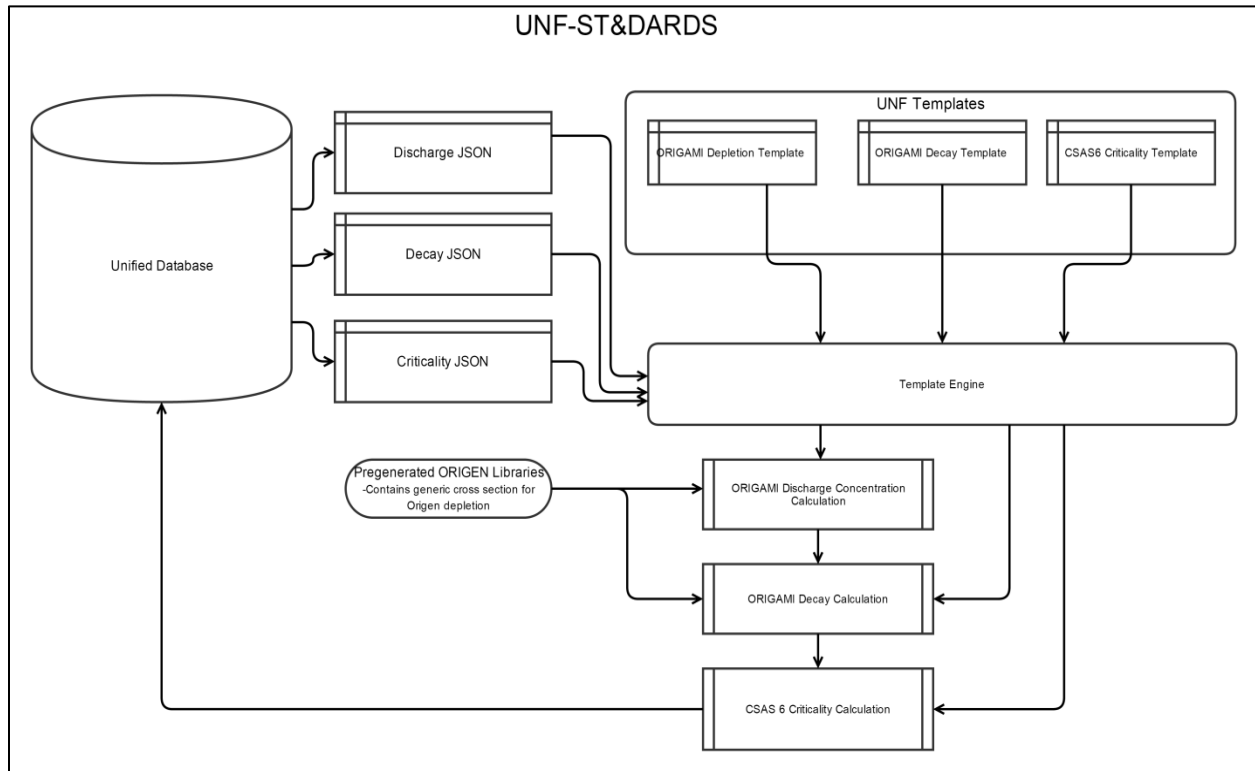 UNF-ST&DARDS
UNF Templates
Discharge JSON
ORIGAMI Depletion Template
ORIGAMI Decay Template
CSAS6 Criticality Template
Decay JSON
Unified Database
Criticality JSON
Template Engine
Pregenerated ORIGEN Libraries
-Contains generic cross section for
Origen depletion
ORIGAMI Discharge Concentration
Calculation
ORIGAMI Decay Calculation
CSAS 6 Criticality Calculation